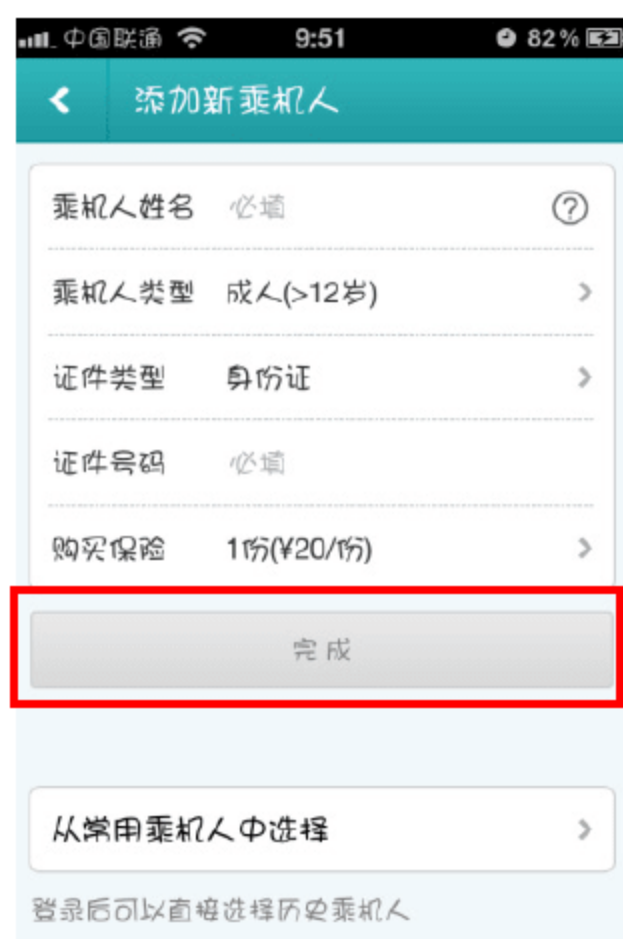 中国联通 9:51 82%
添加新乘机人
乘机人姓名 必填 ?
乘机人类型 成人(>12岁)
证件类型 身份证
证件号码 必填
购买保险 1份(¥20/份)
完成
从常用乘机人中选择
登录后可以直接选择历史乘机人